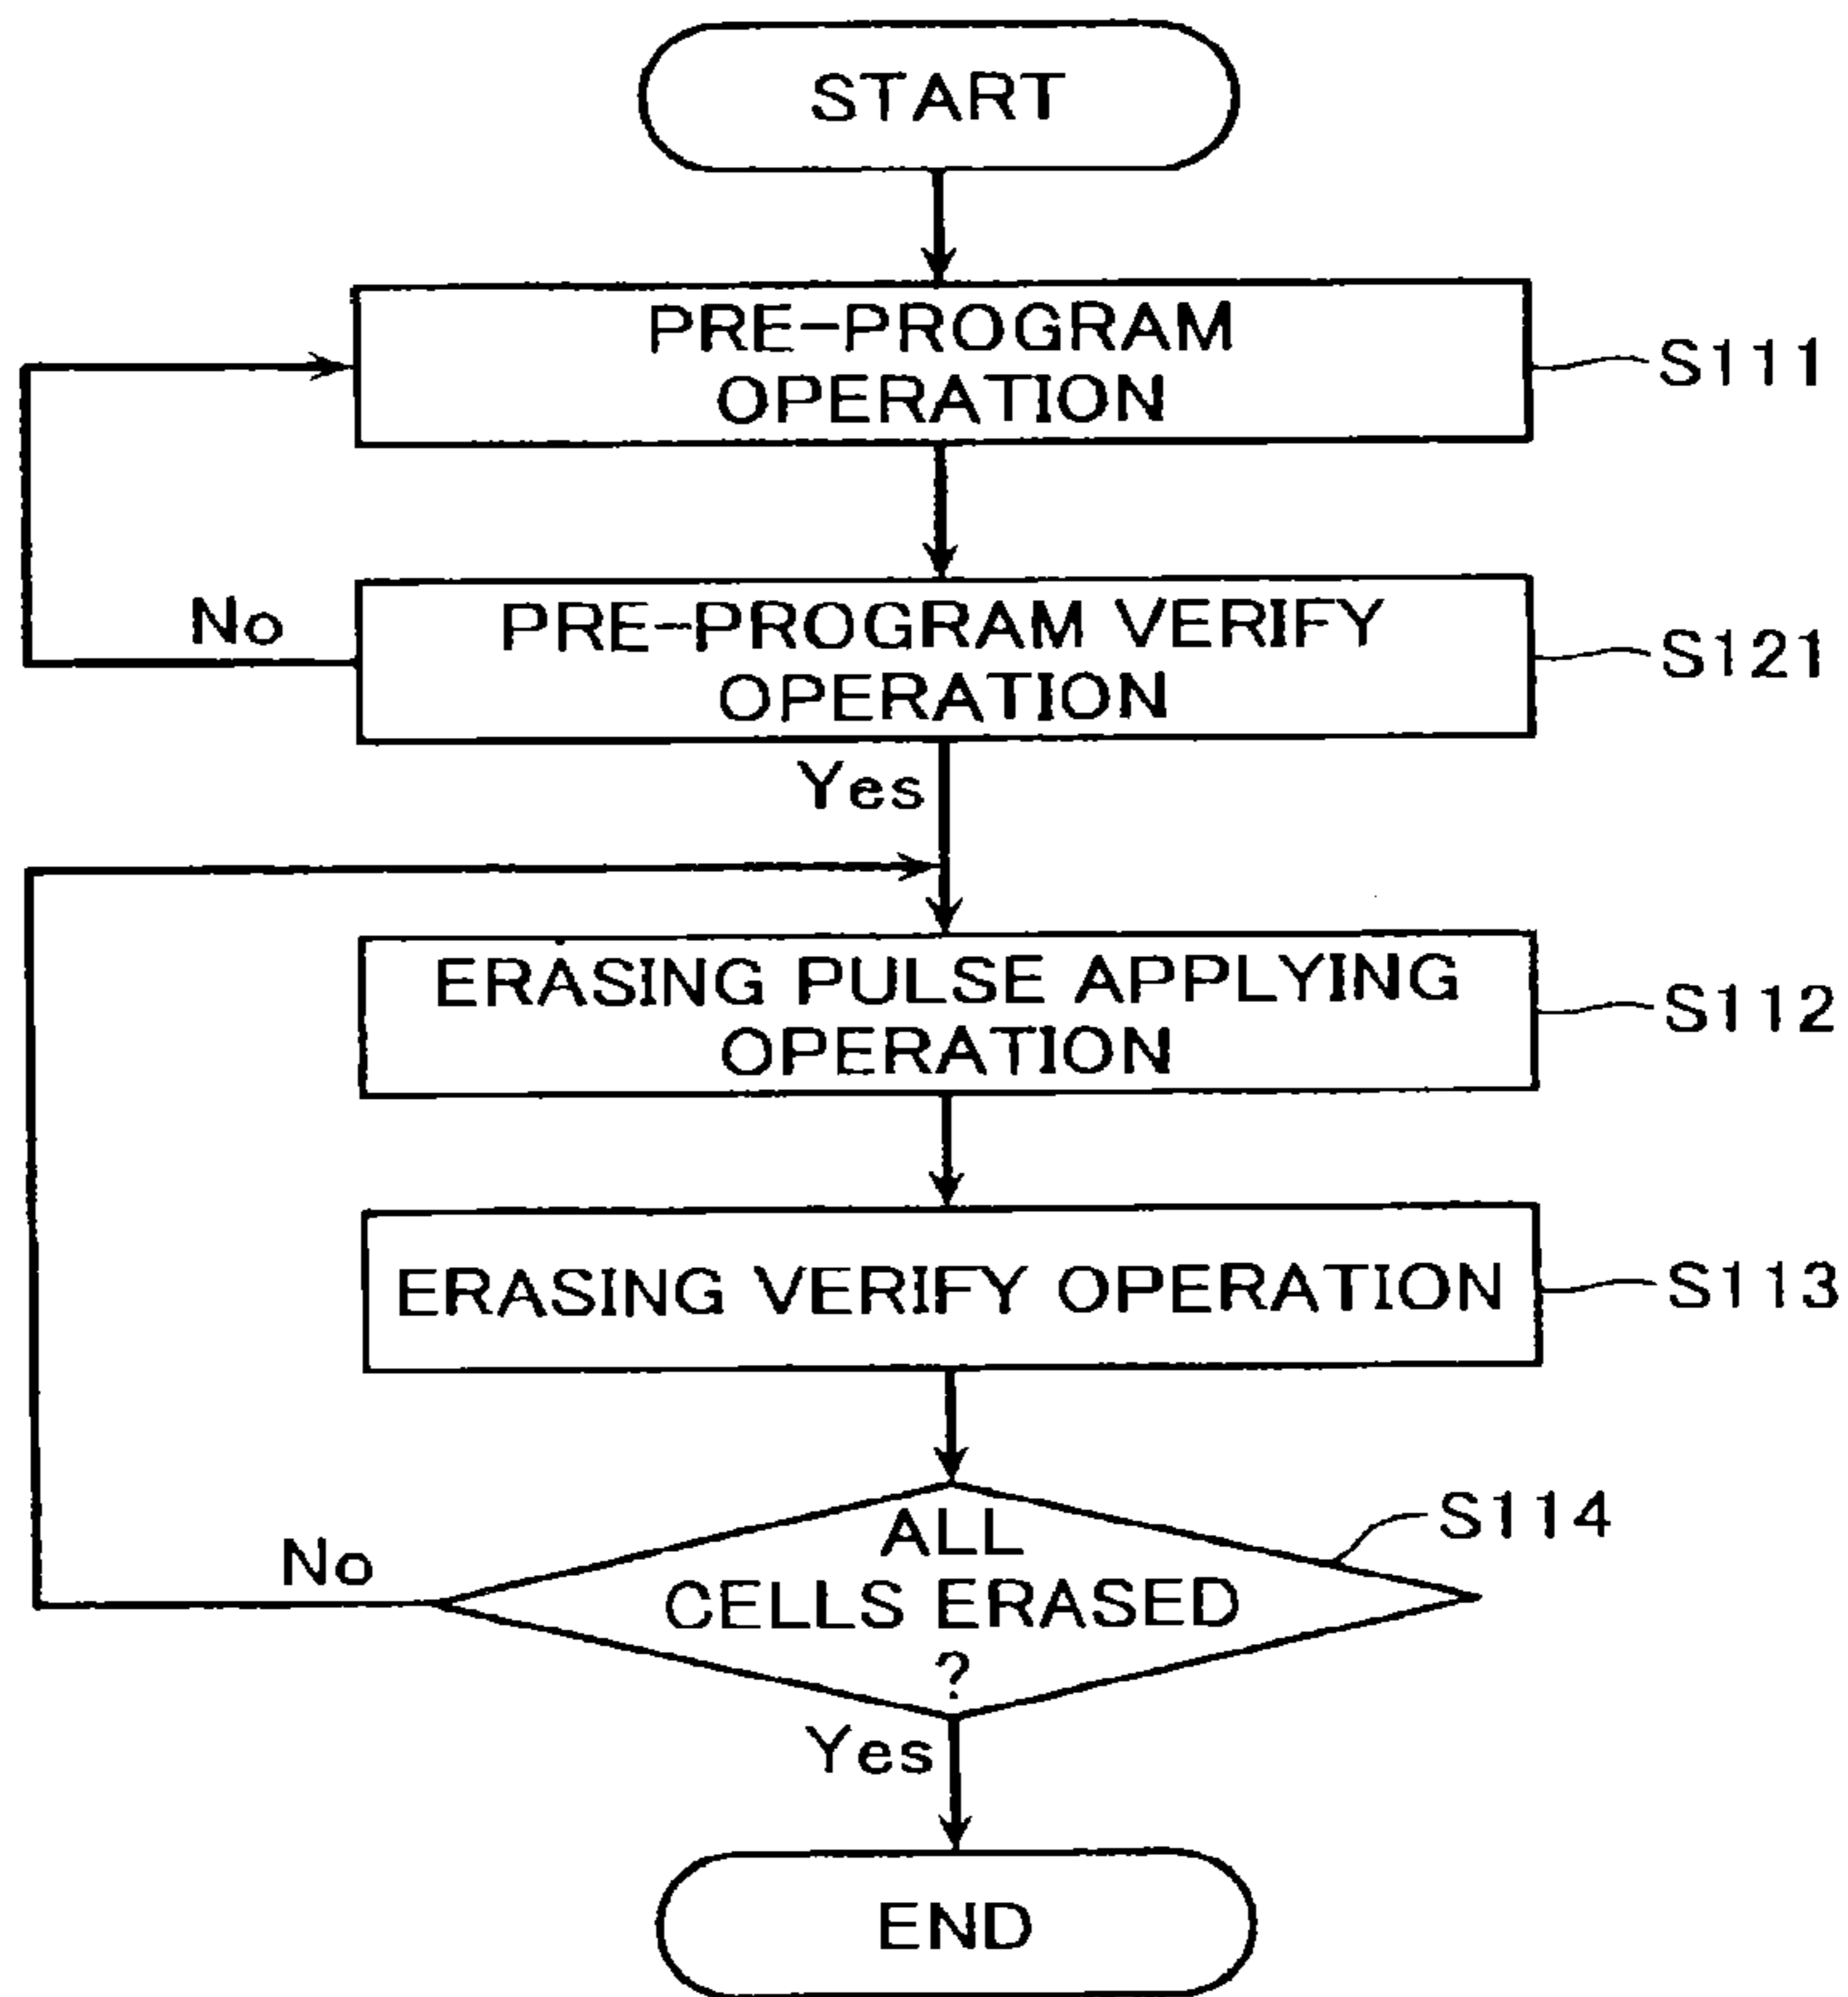 START
PRE-PROGRAM
OPERATION
S111
No
PRE-PROGRAM VERIFY
OPERATION
S121
Yes
ERASING PULSE APPLYING
OPERATION
S112
ERASING VERIFY OPERATION
S113
ALL
CELLS ERASED
?
S114
No
Yes
END